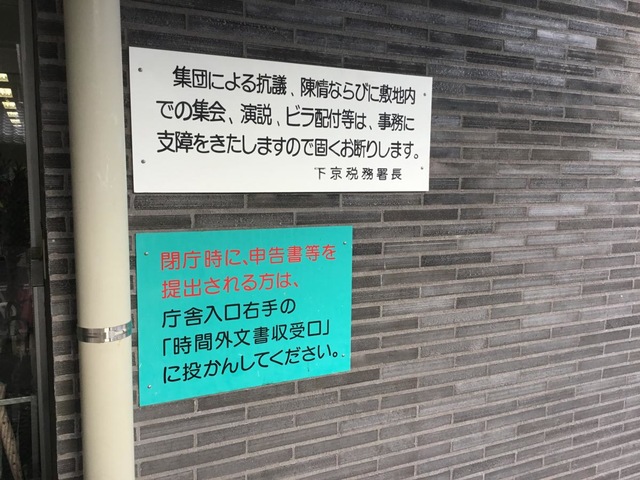 集団による抗議、陳情ならびに敷地内
での集会、演説、ビラ配付等は、事務に
支障をきたしますので固くお断りします。
下京税務署長
閉庁時に、申告書等を
提出される方は、
庁舎入口右手の
「時間外文書収受口」
に投かんしてください。